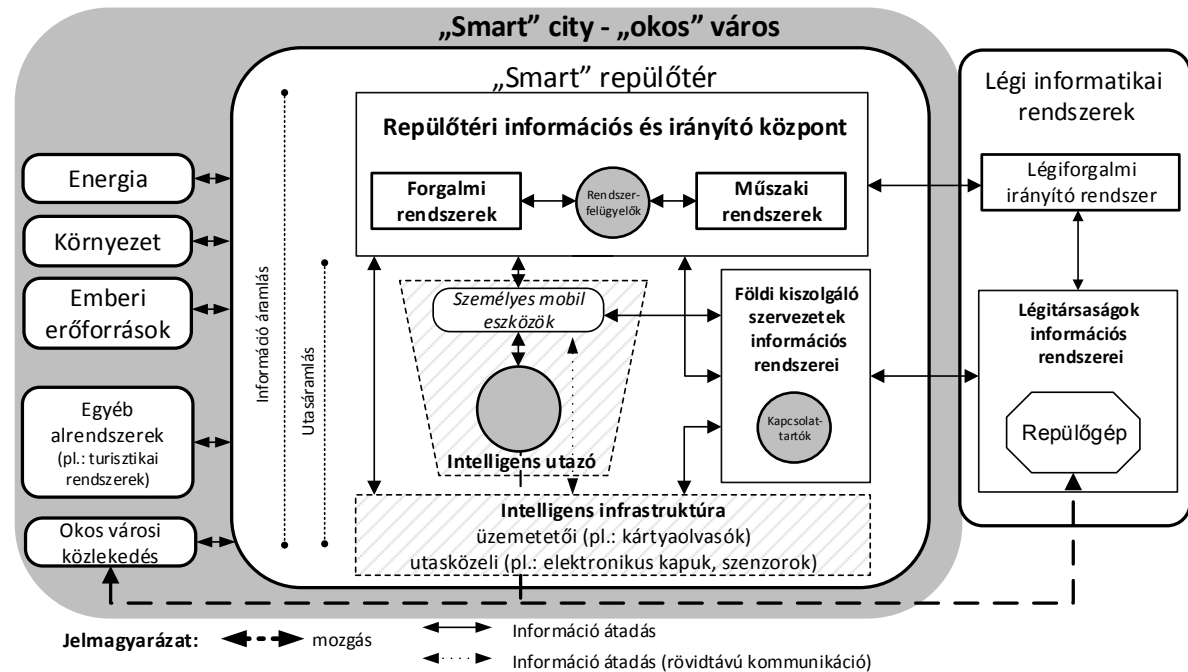 „Smart” city - „okos” város
„Smart” repülőtér
Légi informatikai
rendszerek
Repülőtéri információs és irányító központ
Forgalmi
rendszerek
Rendszer-
felügyelők
Műszaki
rendszerek
Légiforgalmi
irányító rendszer
Energia
Környezet
Emberi
erőforrások
Egyéb
alrendszerek
(pl.: turisztikai
rendszerek)
Okos városi
közlekedés
Információ áramlás
Utasáramlás
Személyes mobil
eszközök
Intelligens utazó
Földi kiszolgáló
szervezetek
információs
rendszerei
Kapcsolat-
tartók
Légitársaságok
információs
rendszerei
Repülőgép
Intelligens infrastruktúra
üzemetetői (pl.: kártyaolvasók)
utasközeli (pl.: elektronikus kapuk, szenzorok)
Jelmagyarázat:
mozgás
Információ átadás
Információ átadás (rövidtávú kommunikáció)